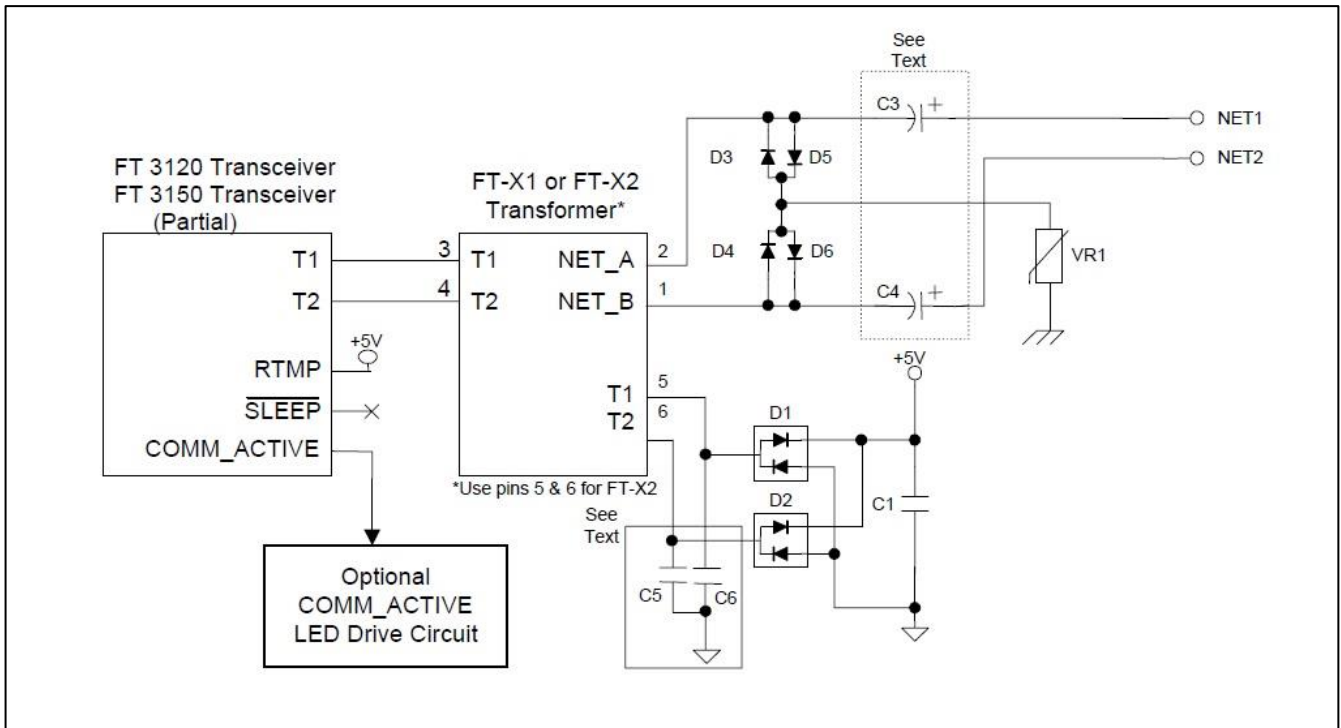 See
Text
C3
+
NET1
NET2
FT 3120 Transceiver
FT 3150 Transceiver
(Partial)
FT-X1 or FT-X2
Transformer*
D3
D5
D4
D6
VR1
T1
3
T1
NET_A
2
T2
4
T2
NET_B
1
C4
+
+5V
RTMP
SLEEP
COMM_ACTIVE
T1
5
T2
6
+5V
D1
D2
C1
*Use pins 5 & 6 for FT-X2
See
Text
C5
C6
Optional
COMM_ACTIVE
LED Drive Circuit